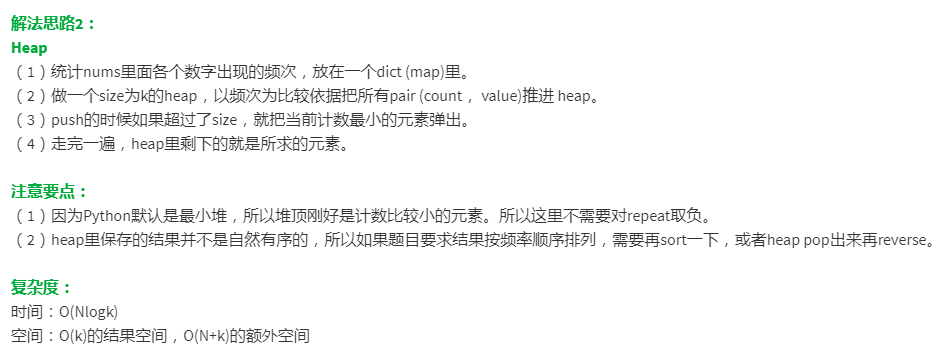 解法思路2：
Heap
（1）统计nums里面各个数字出现的频次，放在一个dict (map)里。
（2）做一个size为k的heap，以频次为比较依据把所有pair (count， value)推进 heap。
（3）push的时候如果超过了size，就把当前计数最小的元素弹出。
（4）走完一遍，heap里剩下的就是所求的元素。
注意要点：
（1）因为Python默认是最小堆，所以堆顶刚好是计数比较小的元素。所以这里不需要对repeat取负。
（2）heap里保存的结果并不是自然有序的，所以如果题目要求结果按频率顺序排列，需要再sort一下，或者heap pop出来再reverse。
复杂度：
时间：O(Nlogk)
空间：O(k)的结果空间，O(N+k)的额外空间